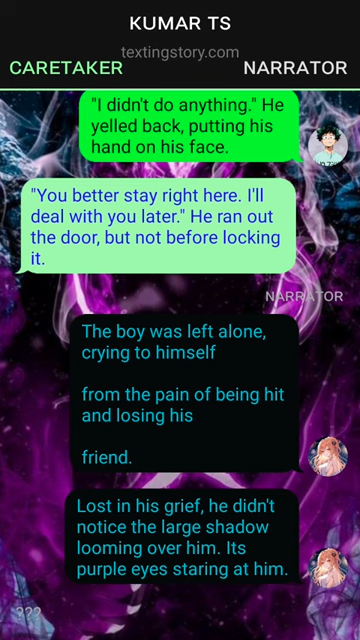 KUMAR TS
textingstory.com
CARETAKER
NARRATOR
"I didn't do anything." He
yelled back, putting his
hand on his face.
"You better stay right here. I'll
deal with you later." He ran out
the door, but not before locking
it.
NARRATOR
The boy was left alone,
crying to himself
from the pain of being hit
and losing his
friend.
Lost in his grief, he didn't
notice the large shadow
looming over him. Its
purple eyes staring at him.
???